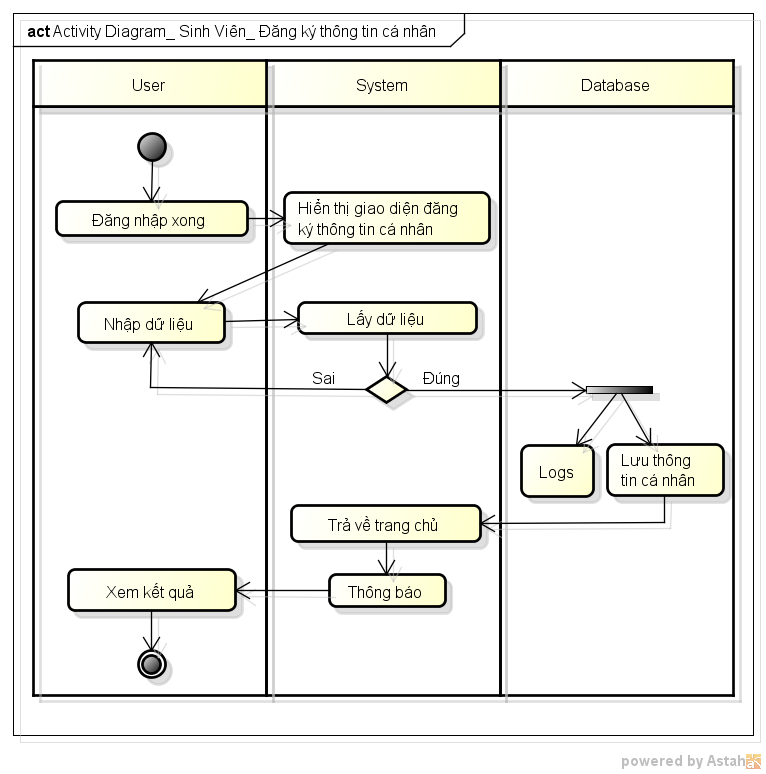 act Activity Diagram_ Sinh Viên_ Đăng ký thông tin cá nhân
User
System
Database
Đăng nhập xong
Hiển thị giao diện đăng
ký thông tin cá nhân
Nhập dữ liệu
Lấy dữ liệu
Sai
Đúng
Logs
Lưu thông
tin cá nhân
Trả về trang chủ
Xem kết quả
Thông báo
powered by Astah